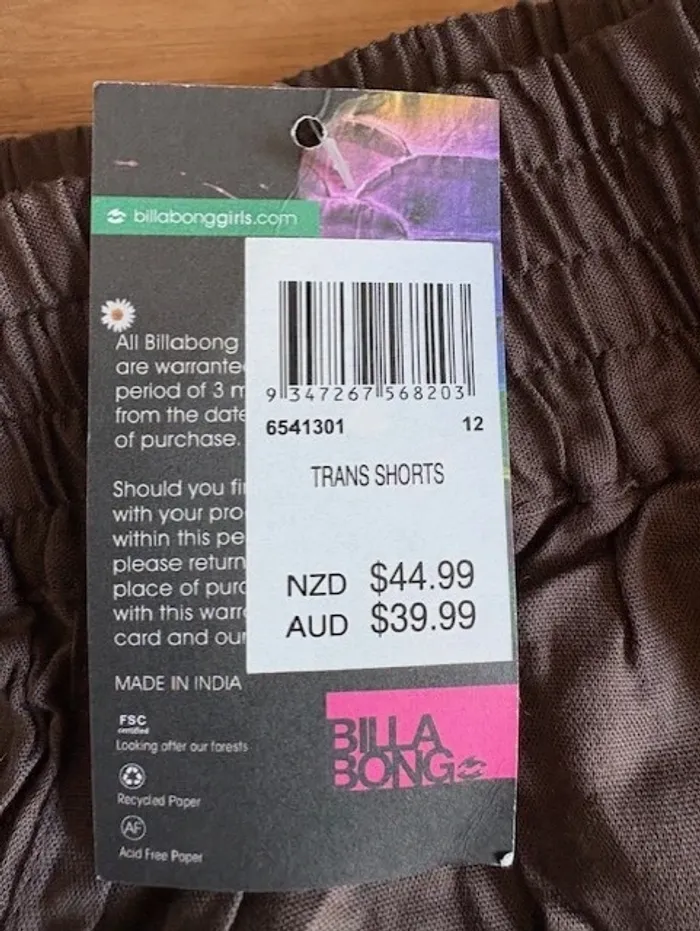 billabonggirls.com
All Billabong
are warrante
period of 3 m
from the date
of purchase.
Should you fi
with your pro
within this pe
please return
place of purc
with this warr
card and our
MADE IN INDIA
FSC
certified
Looking after our forests
Recycled Paper
AF
Acid Free Paper
9 347267 568203
6541301 12
TRANS SHORTS
NZD $44.99
AUD $39.99
BILLA
BONG